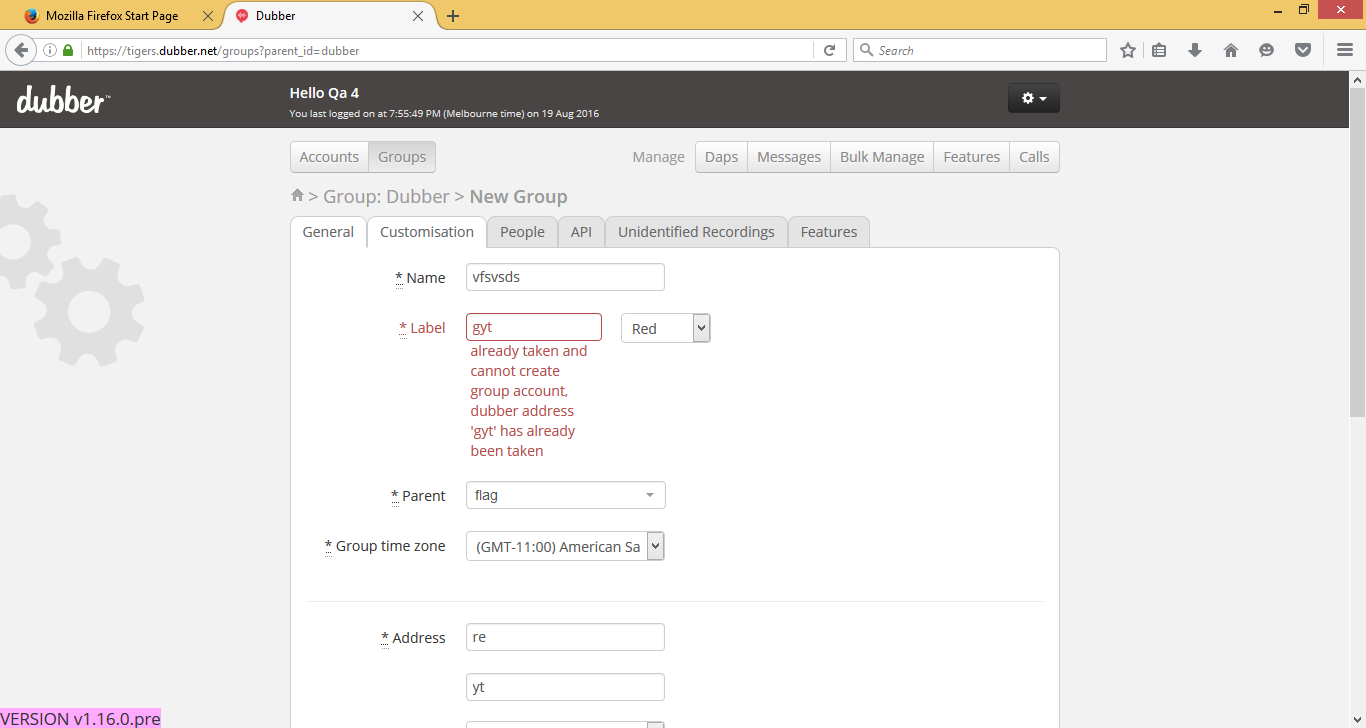 Mozilla Firefox Start Page
Dubber
https://tigers.dubber.net/groups?parent_id=dubber
Search
dubber™
Hello Qa 4
You last logged on at 7:55:49 PM (Melbourne time) on 19 Aug 2016
Accounts Groups
Manage Daps Messages Bulk Manage Features Calls
> Group: Dubber > New Group
General Customisation People API Unidentified Recordings Features
* Name vfsvsds
* Label gyt Red
already taken and
cannot create
group account,
dubber address
'gyt' has already
been taken
* Parent flag
* Group time zone (GMT-11:00) American Sa
* Address re
yt
VERSION v1.16.0.pre